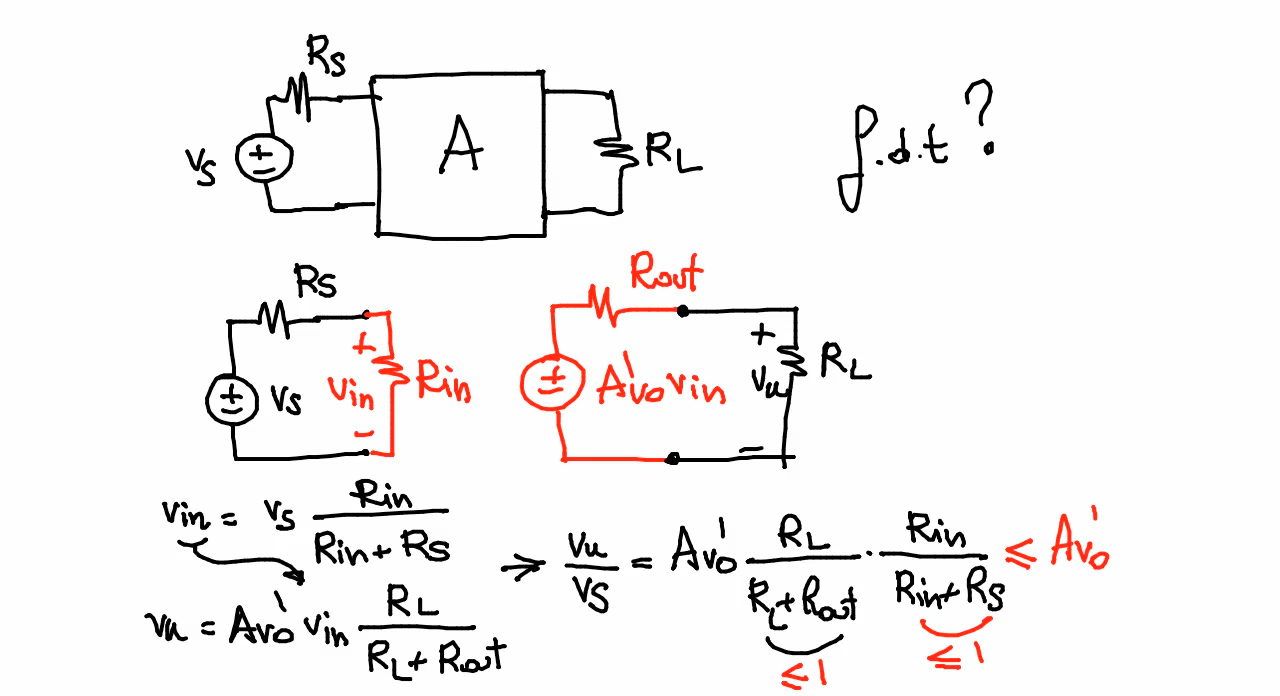 Rs
vs A RL f.d.t?
Rs Rout
vs + vin − Rin A'vo vin + vu − RL
vin = vs Rin / (Rin + Rs)
vu = A'vo vin RL / (RL + Rout)
→ vu / vs = A'vo RL / (RL + Rout) · Rin / (Rin + Rs) ≤ A'vo
≤ 1 ≤ 1